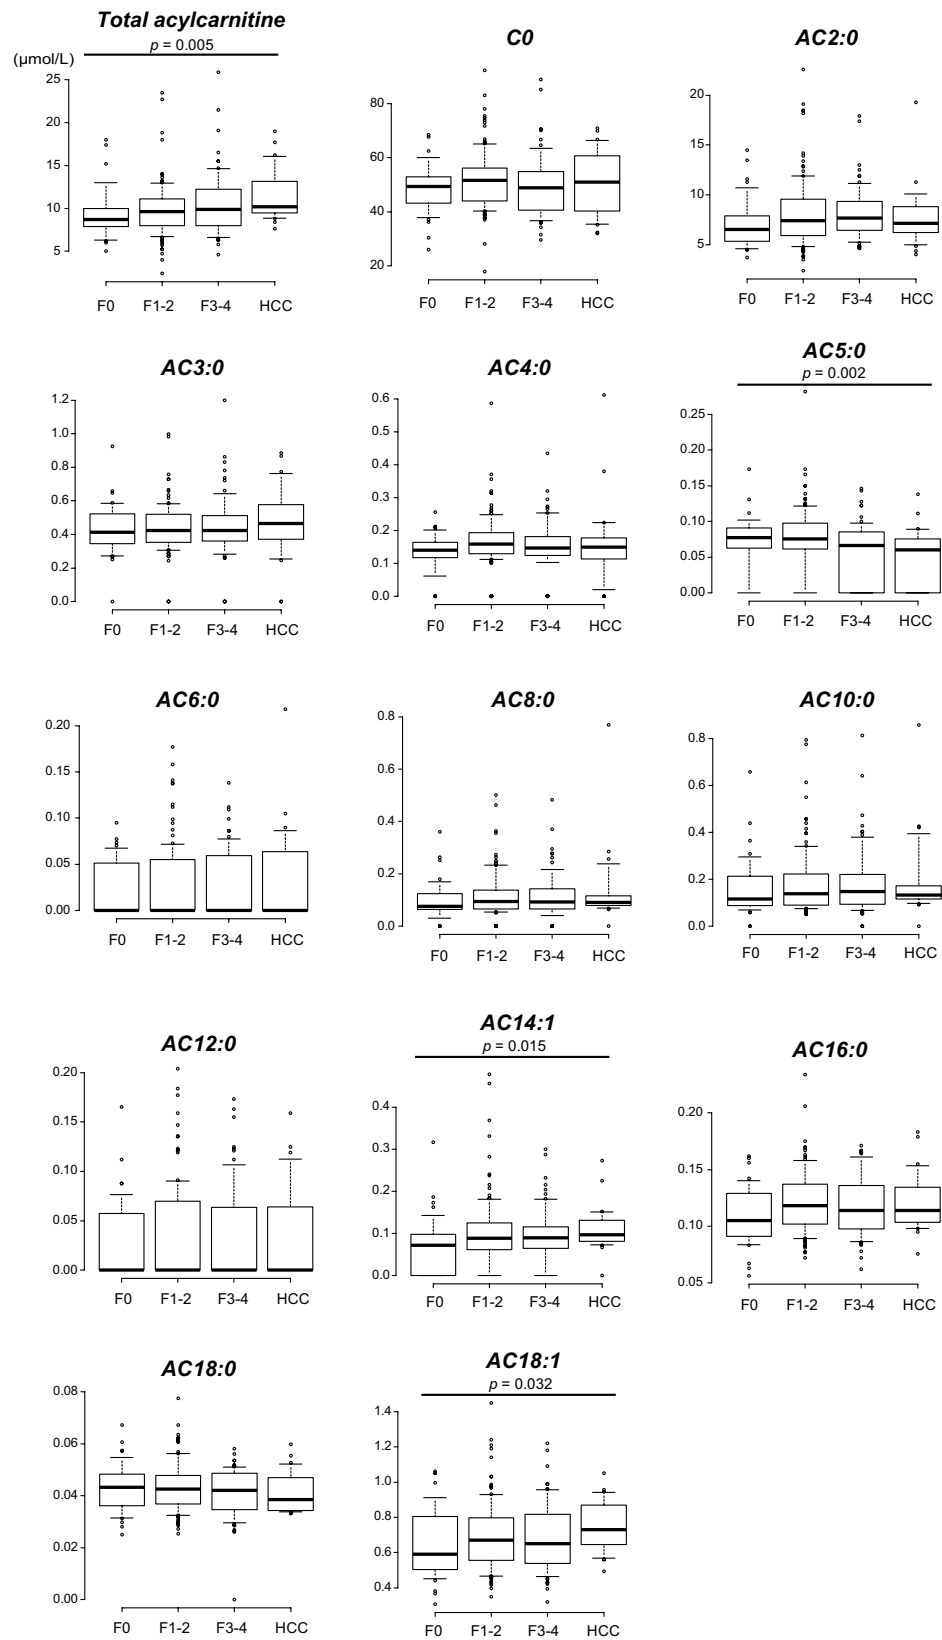 Total acylcarnitine
p = 0.005
(μmol/L)
25
20
15
10
5
F0 F1-2 F3-4 HCC
C0
80
60
40
20
F0 F1-2 F3-4 HCC
AC2:0
20
15
10
5
F0 F1-2 F3-4 HCC
AC3:0
1.2
1.0
0.8
0.6
0.4
0.2
0.0
F0 F1-2 F3-4 HCC
AC4:0
0.6
0.5
0.4
0.3
0.2
0.1
0.0
F0 F1-2 F3-4 HCC
AC5:0
p = 0.002
0.25
0.20
0.15
0.10
0.05
0.00
F0 F1-2 F3-4 HCC
AC6:0
0.20
0.15
0.10
0.05
0.00
F0 F1-2 F3-4 HCC
AC8:0
0.8
0.6
0.4
0.2
0.0
F0 F1-2 F3-4 HCC
AC10:0
0.8
0.6
0.4
0.2
0.0
F0 F1-2 F3-4 HCC
AC12:0
0.20
0.15
0.10
0.05
0.00
F0 F1-2 F3-4 HCC
AC14:1
p = 0.015
0.4
0.3
0.2
0.1
0.0
F0 F1-2 F3-4 HCC
AC16:0
0.20
0.15
0.10
0.05
F0 F1-2 F3-4 HCC
AC18:0
0.08
0.06
0.04
0.02
0.00
F0 F1-2 F3-4 HCC
AC18:1
p = 0.032
1.4
1.2
1.0
0.8
0.6
0.4
F0 F1-2 F3-4 HCC